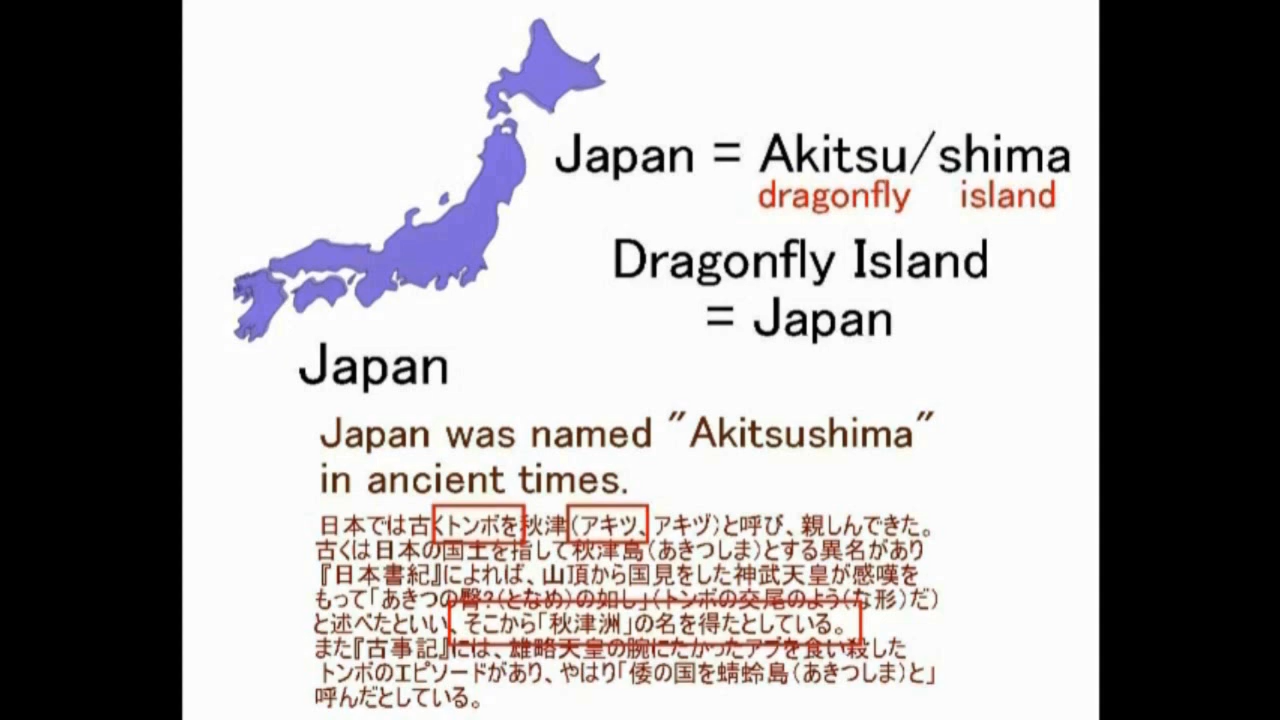 Japan = Akitsu/shima
dragonfly island
Dragonfly Island
= Japan
Japan
Japan was named "Akitsushima"
in ancient times.
日本では古くトンボを秋津(アキツ、アキヅ)と呼び、親しんできた。
古くは日本の国土を指して秋津島(あきつしま)とする異名があり
『日本書紀』によれば、山頂から国見をした神武天皇が感嘆を
もって「あきつの臀?(となめ)の如し」(トンボの交尾のよう(な形)だ)
と述べたといい、そこから「秋津洲」の名を得たとしている。
また『古事記』には、雄略天皇の腕にたかったアブを食い殺した
トンボのエピソードがあり、やはり「倭の国を蜻蛉島(あきつしま)と」
呼んだとしている。